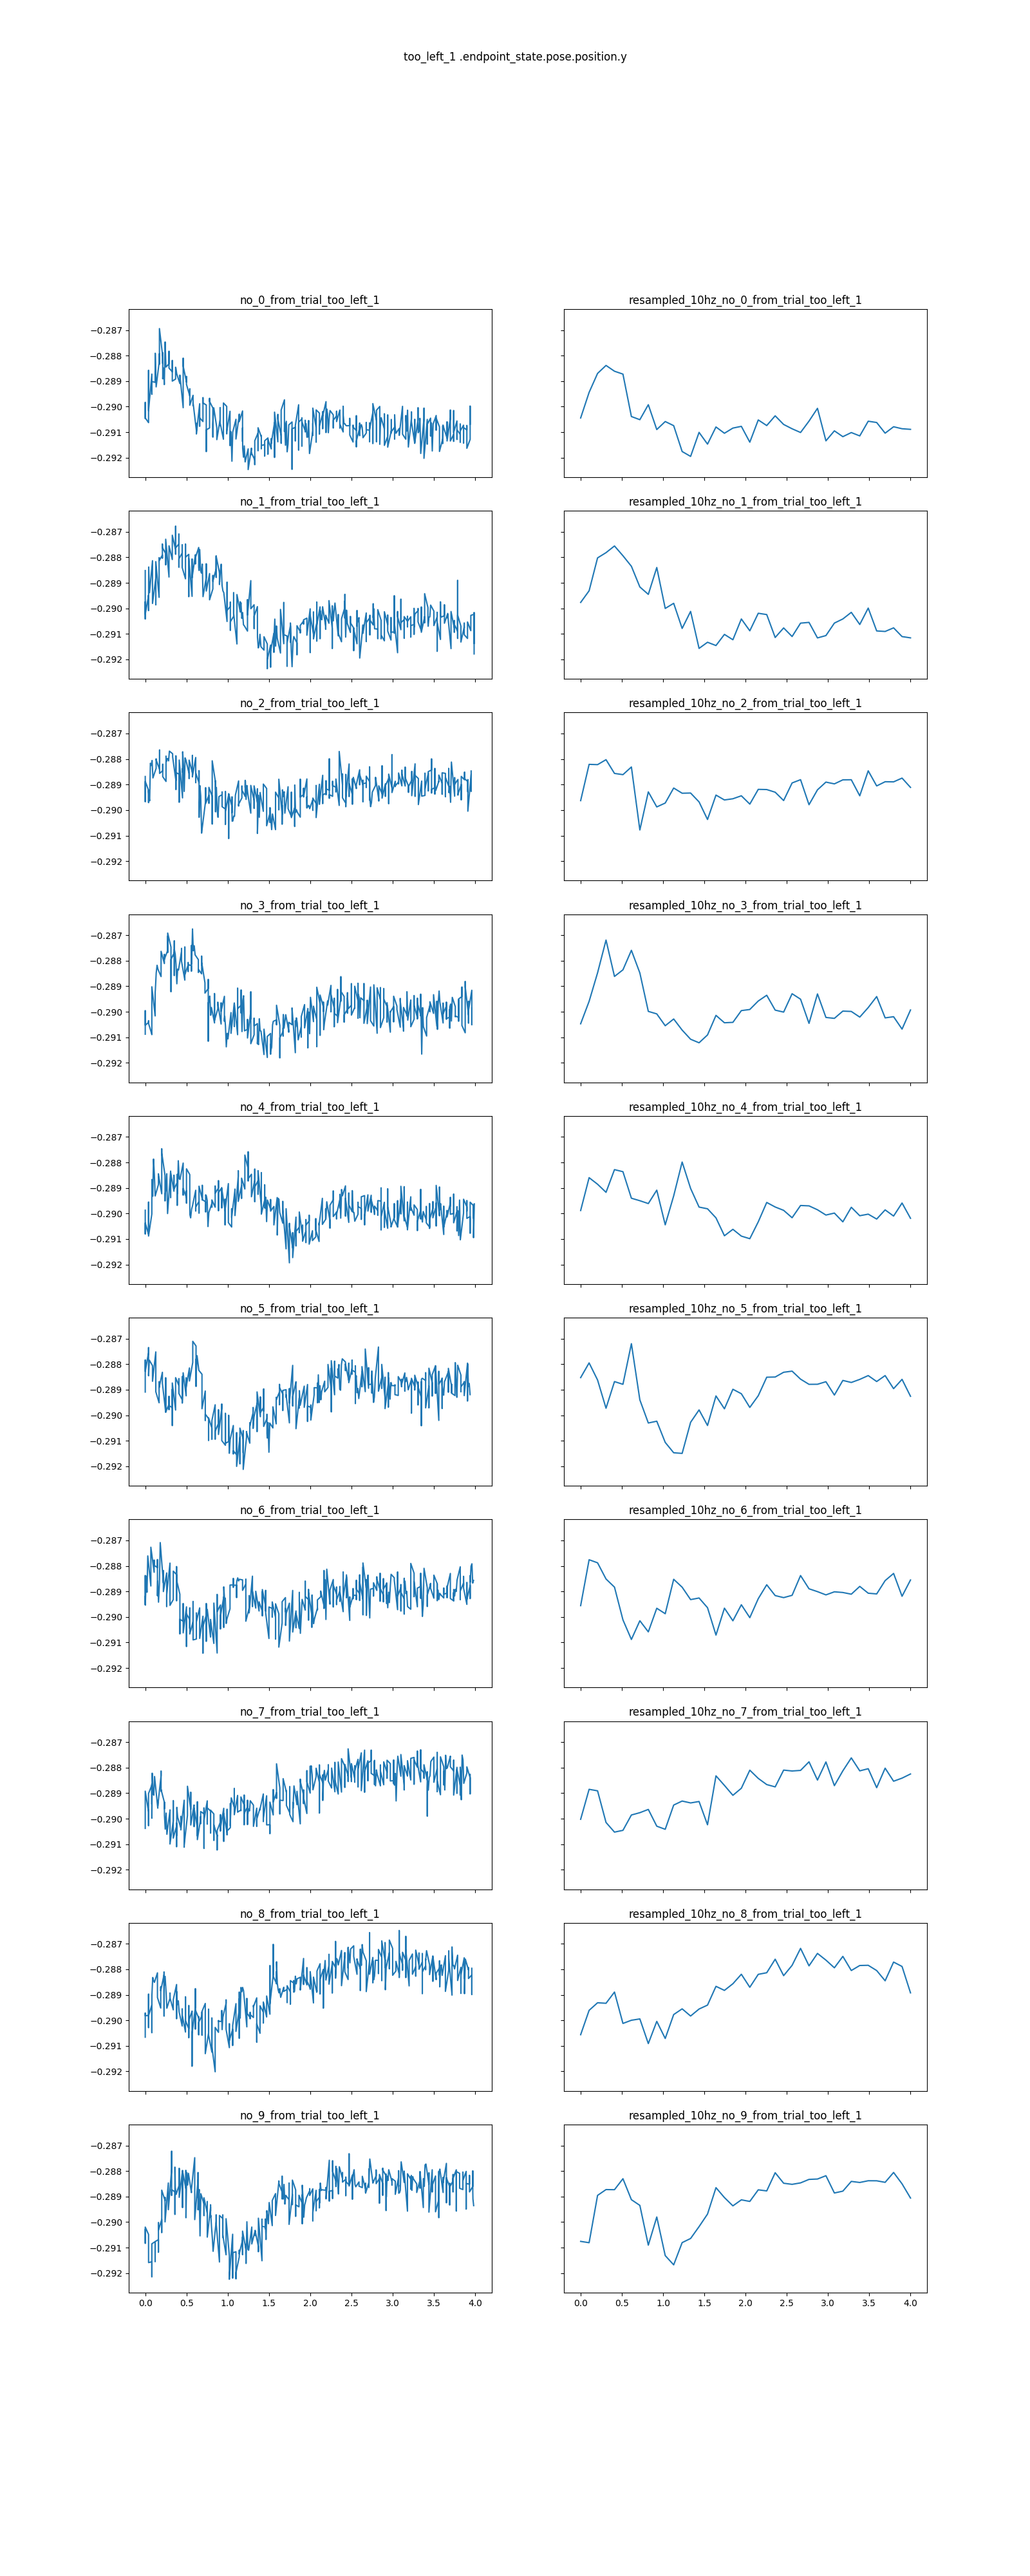 too_left_1 .endpoint_state.pose.position.y
no_0_from_trial_too_left_1
resampled_10hz_no_0_from_trial_too_left_1
−0.287
−0.288
−0.289
−0.290
−0.291
−0.292
no_1_from_trial_too_left_1
resampled_10hz_no_1_from_trial_too_left_1
−0.287
−0.288
−0.289
−0.290
−0.291
−0.292
no_2_from_trial_too_left_1
resampled_10hz_no_2_from_trial_too_left_1
−0.287
−0.288
−0.289
−0.290
−0.291
−0.292
no_3_from_trial_too_left_1
resampled_10hz_no_3_from_trial_too_left_1
−0.287
−0.288
−0.289
−0.290
−0.291
−0.292
no_4_from_trial_too_left_1
resampled_10hz_no_4_from_trial_too_left_1
−0.287
−0.288
−0.289
−0.290
−0.291
−0.292
no_5_from_trial_too_left_1
resampled_10hz_no_5_from_trial_too_left_1
−0.287
−0.288
−0.289
−0.290
−0.291
−0.292
no_6_from_trial_too_left_1
resampled_10hz_no_6_from_trial_too_left_1
−0.287
−0.288
−0.289
−0.290
−0.291
−0.292
no_7_from_trial_too_left_1
resampled_10hz_no_7_from_trial_too_left_1
−0.287
−0.288
−0.289
−0.290
−0.291
−0.292
no_8_from_trial_too_left_1
resampled_10hz_no_8_from_trial_too_left_1
−0.287
−0.288
−0.289
−0.290
−0.291
−0.292
no_9_from_trial_too_left_1
resampled_10hz_no_9_from_trial_too_left_1
−0.287
−0.288
−0.289
−0.290
−0.291
−0.292
0.0 0.5 1.0 1.5 2.0 2.5 3.0 3.5 4.0
0.0 0.5 1.0 1.5 2.0 2.5 3.0 3.5 4.0